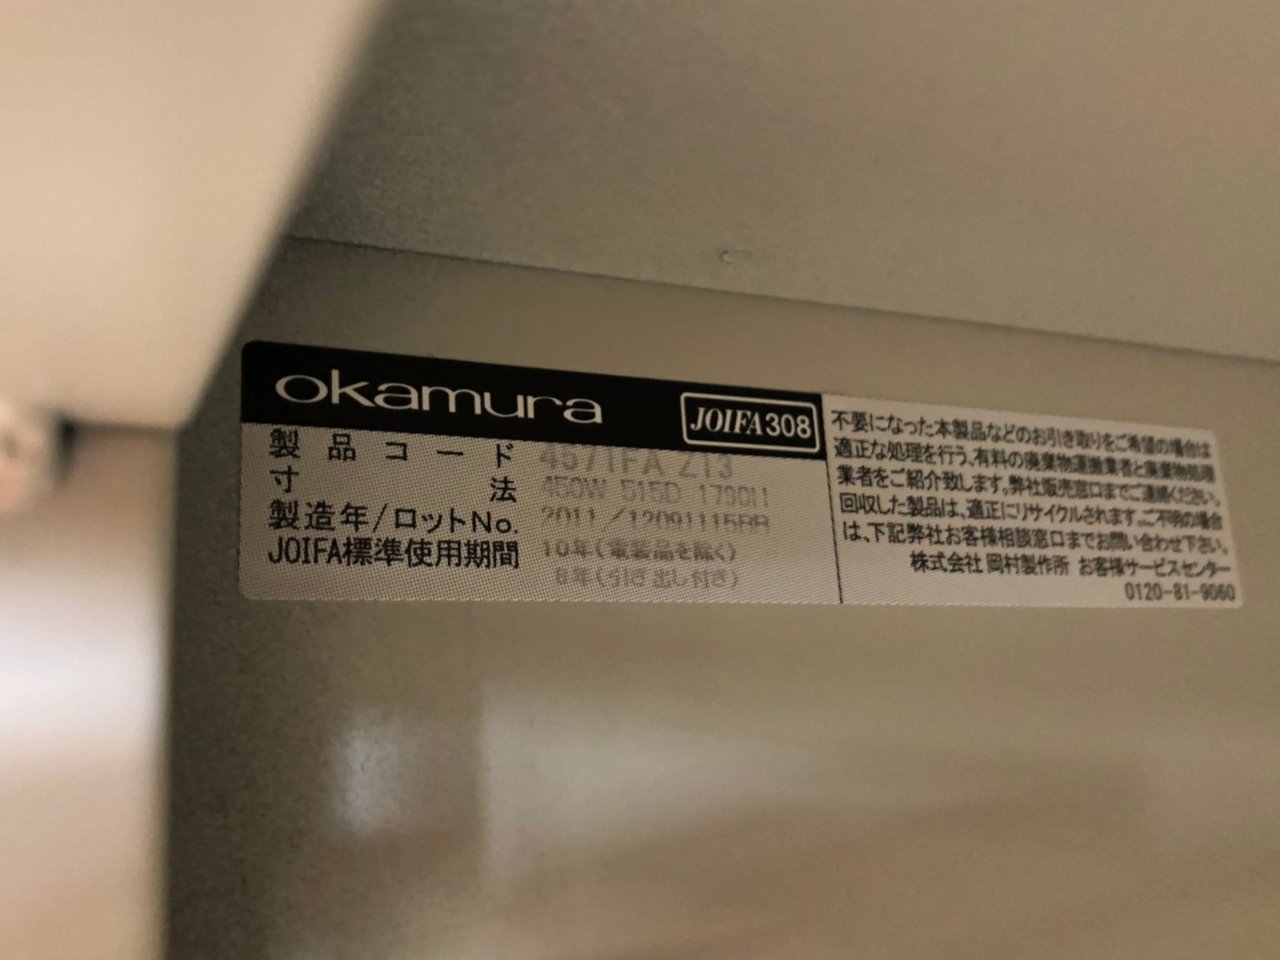 okamura
JOIFA308
製品コード 4571FA Z13
寸法 450W 515D 1790H
製造年/ロットNo. 2011 /
JOIFA標準使用期間 10年(電装品を除く)
8年(引き出し付き)
不要になった本製品などのお引き取りをご希望の場合は
適正な処理を行う、有料の廃棄物運搬業者と廃棄物処理
業者をご紹介致します。弊社販売窓口までご連絡ください。
回収した製品は、適正にリサイクルされます。ご不明の場合
は、下記弊社お客様相談窓口までお問い合わせ下さい。
株式会社 岡村製作所 お客様サービスセンター
0120-81-9060